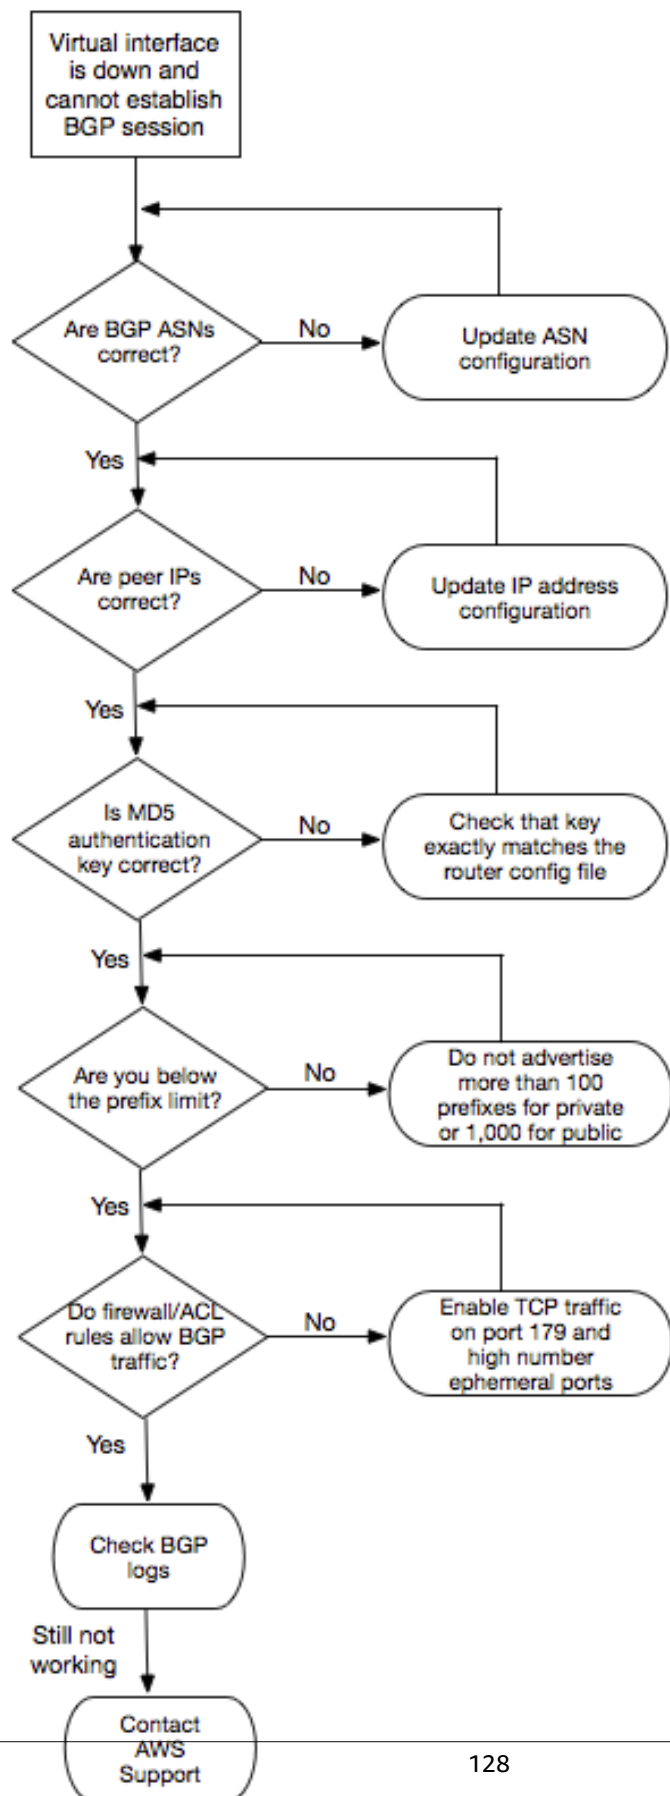 Virtual interface
is down and
cannot establish
BGP session
Are BGP ASNs
correct?
No
Update ASN
configuration
Yes
Are peer IPs
correct?
No
Update IP address
configuration
Yes
Is MD5
authentication
key correct?
No
Check that key
exactly matches the
router config file
Yes
Are you below
the prefix limit?
No
Do not advertise
more than 100
prefixes for private
or 1,000 for public
Yes
Do firewall/ACL
rules allow BGP
traffic?
No
Enable TCP traffic
on port 179 and
high number
ephemeral ports
Yes
Check BGP
logs
Still not
working
Contact
AWS
Support
128